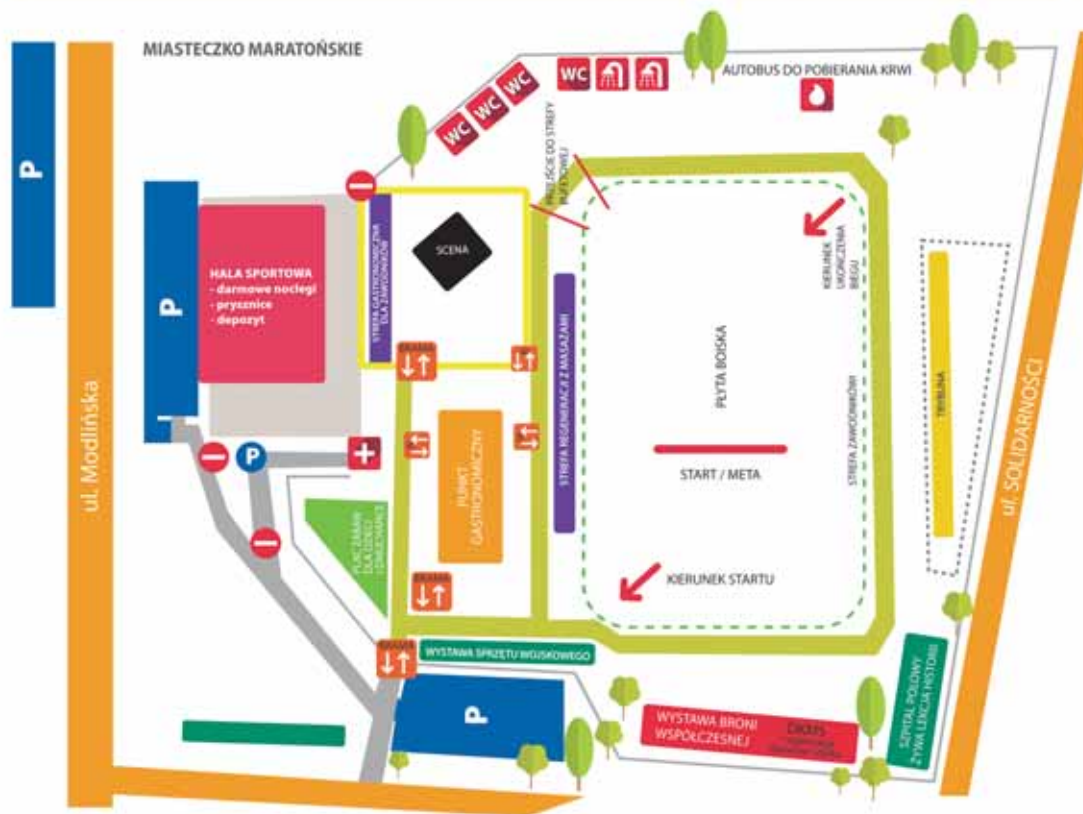 MIASTECZKO MARATOŃSKIE
P
ul. Modlińska
P
HALA SPORTOWA
- darmowe noclegi
- prysznice
- depozyt
STREFA GASTRONOMICZNA
DLA ZAWODNIKÓW
SCENA
WC
WC
WC
WC
AUTOBUS DO POBIERANIA KRWI
PRZEJŚCIE DO STREFY
BUFETOWEJ
KIERUNEK
UKOŃCZENIA
BIEGU
BRAMA
STREFA REGENERACJI Z MASAŻAMI
PŁYTA BOISKA
START / META
STREFA ZAWODNIKÓW
TRYBUNA
ul. SOLIDARNOŚCI
P
PUNKT
GASTRONOMICZNY
PLAC ZABAW
DLA DZIECI
BRAMA
KIERUNEK STARTU
BRAMA
WYSTAWA SPRZĘTU WOJSKOWEGO
P
WYSTAWA BRONI
WSPÓŁCZESNEJ
DKMS
SZPITAL POLOWY
ŻYWA LEKCJA HISTORII